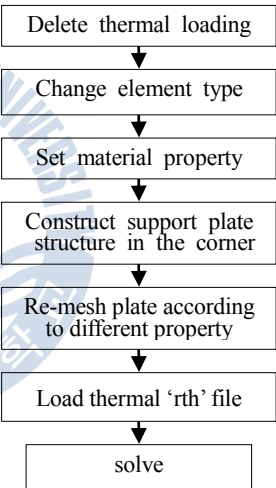 Delete thermal loading
Change element type
Set material property
Construct support plate
structure in the corner
Re-mesh plate according
to different property
Load thermal ‘rth’ file
solve